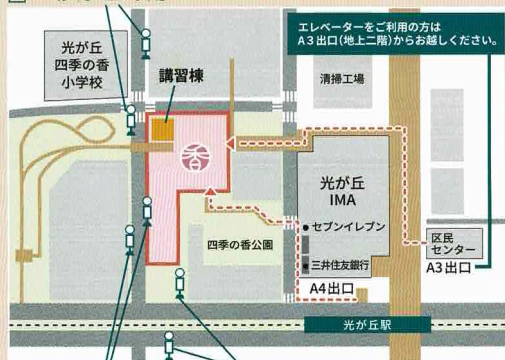 エレベーターをご利用の方は
A3出口（地上二階）からお越しください。
光が丘
四季の香
小学校
講習棟
清掃工場
香
光が丘
IMA
セブンイレブン
三井住友銀行
四季の香公園
区民
センター
A3出口
A4出口
光が丘駅